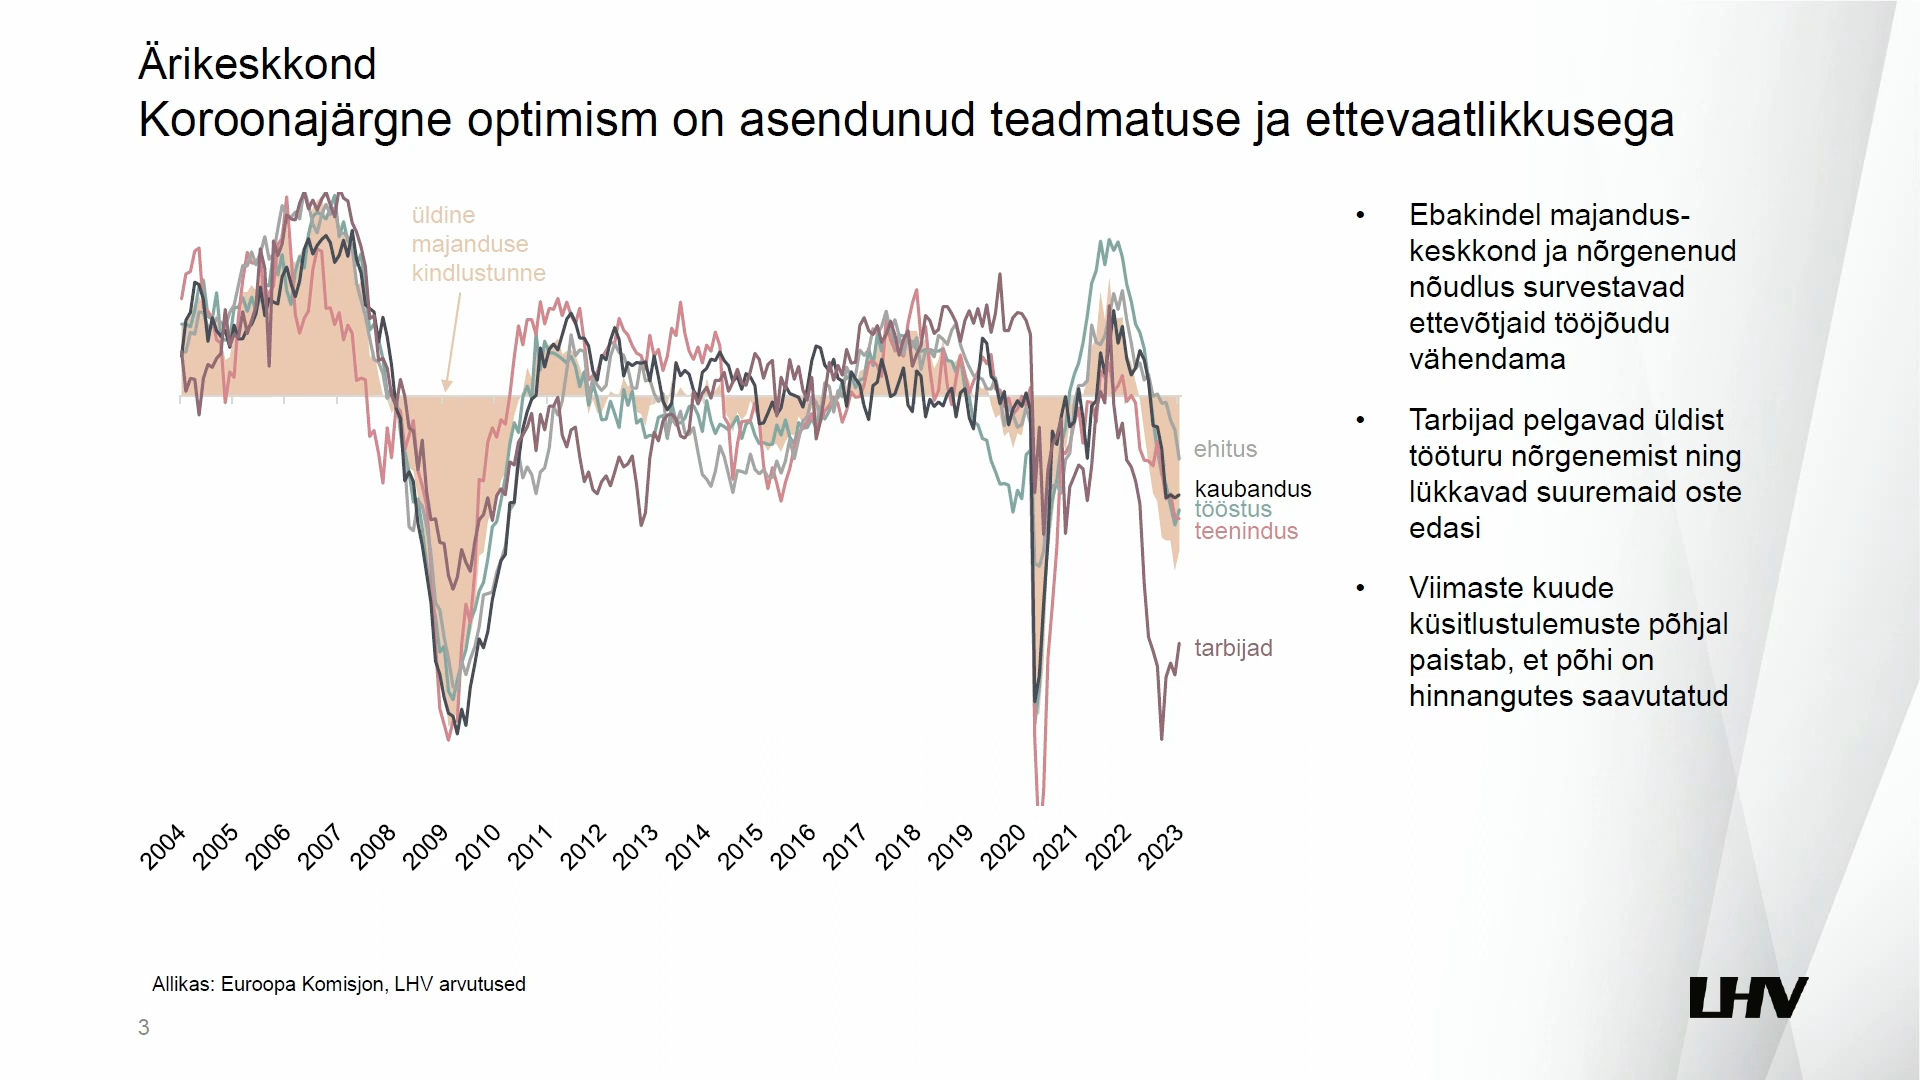 Ärikeskkond
Koroonajärgne optimism on asendunud teadmatuse ja ettevaatlikkusega
üldine
majanduse
kindlustunne
ehitus
kaubandus
tööstus
teenindus
tarbijad
2004
2005
2006
2007
2008
2009
2010
2011
2012
2013
2014
2015
2016
2017
2018
2019
2020
2021
2022
2023
• Ebakindel majandus-
keskkond ja nõrgenenud
nõudlus survestavad
ettevõtjaid tööjõudu
vähendama
• Tarbijad pelgavad üldist
tööturu nõrgenemist ning
lükkavad suuremaid oste
edasi
• Viimaste kuude
küsitlustulemuste põhjal
paistab, et põhi on
hinnangutes saavutatud
Allikas: Euroopa Komisjon, LHV arvutused
3
LHV